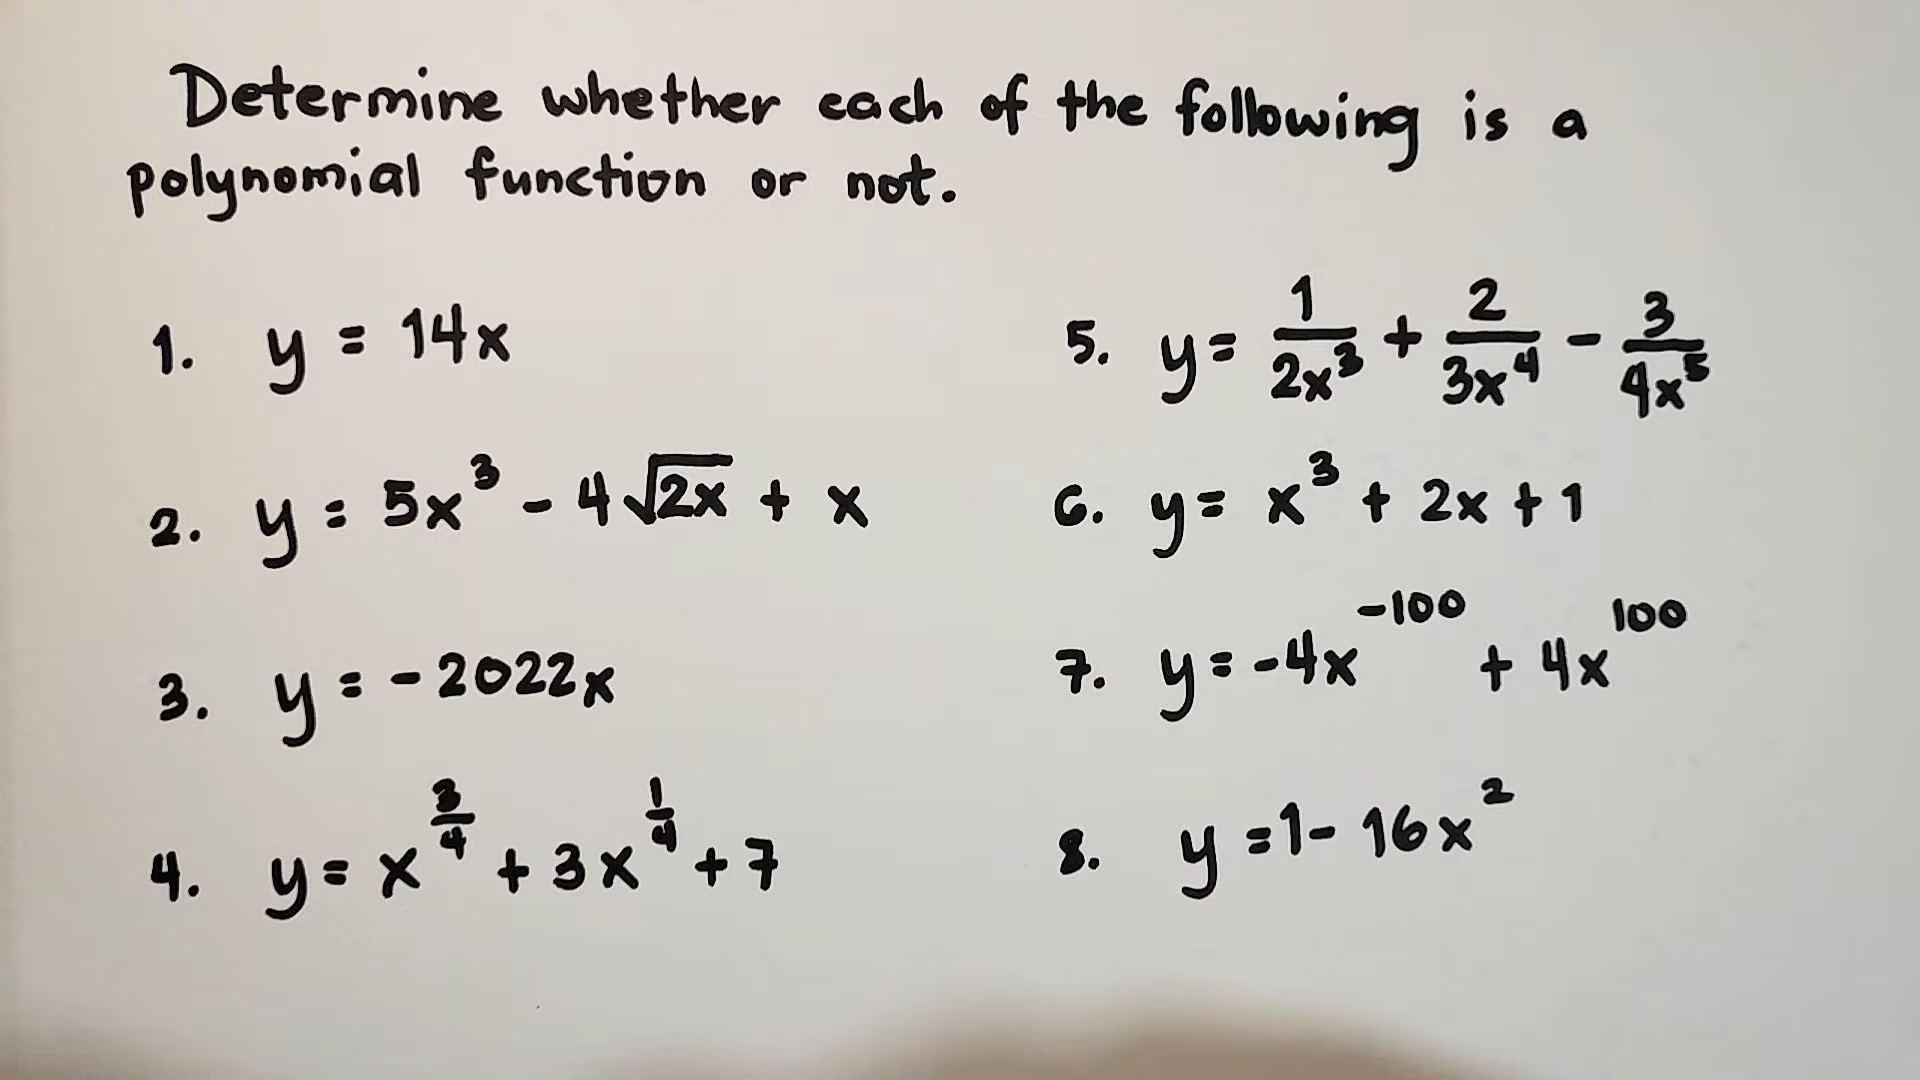 Determine whether each of the following is a
polynomial function or not.
1. y = 14x
2. y = 5x³ - 4√(2x) + x
3. y = -2022x
4. y = x^(3/4) + 3x^(1/4) + 7
5. y = 1/(2x³) + 2/(3x⁴) - 3/(4x⁵)
6. y = x³ + 2x + 1
7. y = -4x^(-100) + 4x^(100)
8. y = 1 - 16x²